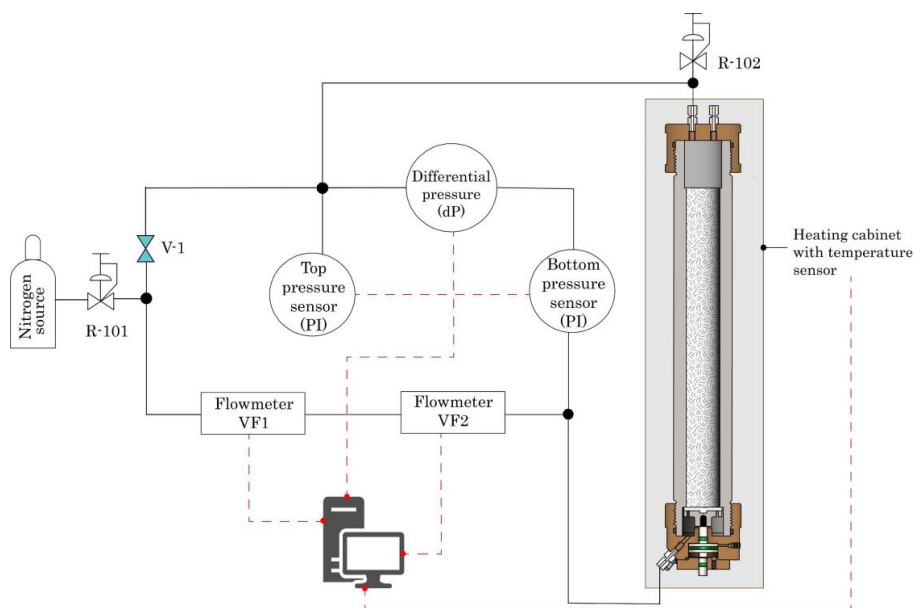 R-102
Differential
pressure
(dP)
V-1
Top
pressure
sensor
(PI)
Bottom
pressure
sensor
(PI)
Heating cabinet
with temperature
sensor
Nitrogen
source
R-101
Flowmeter
VF1
Flowmeter
VF2